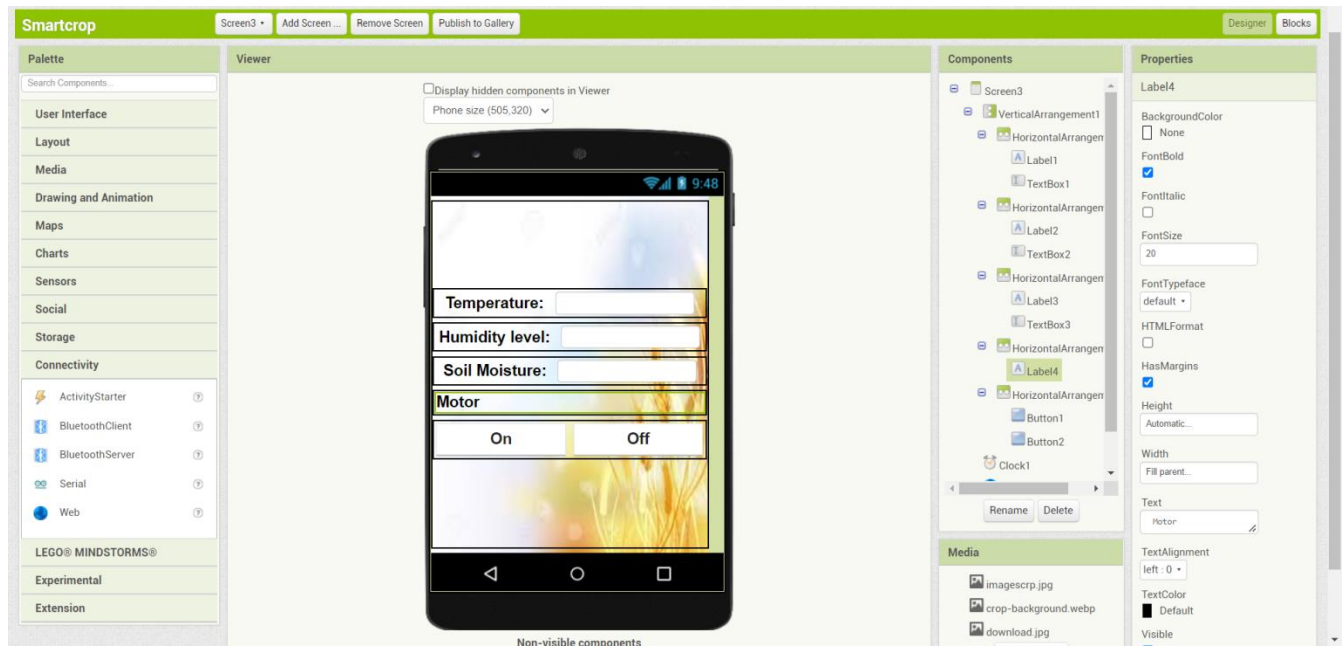 Smartcrop
Screen3
Add Screen ...
Remove Screen
Publish to Gallery
Designer
Blocks
Palette
Search Components...
User Interface
Layout
Media
Drawing and Animation
Maps
Charts
Sensors
Social
Storage
Connectivity
ActivityStarter
BluetoothClient
BluetoothServer
Serial
Web
LEGO® MINDSTORMS®
Experimental
Extension
Viewer
Display hidden components in Viewer
Phone size (505,320)
9:48
Temperature:
Humidity level:
Soil Moisture:
Motor
On Off
Non-visible components
Components
Screen3
VerticalArrangement1
HorizontalArrangem
Label1
TextBox1
HorizontalArrangem
Label2
TextBox2
HorizontalArrangem
Label3
TextBox3
HorizontalArrangem
Label4
HorizontalArrangem
Button1
Button2
Clock1
Rename Delete
Media
imagescrp.jpg
crop-background.webp
download.jpg
Properties
Label4
BackgroundColor
None
FontBold
FontItalic
FontSize
20
FontTypeface
default
HTMLFormat
HasMargins
Height
Automatic...
Width
Fill parent...
Text
Motor
TextAlignment
left : 0
TextColor
Default
Visible